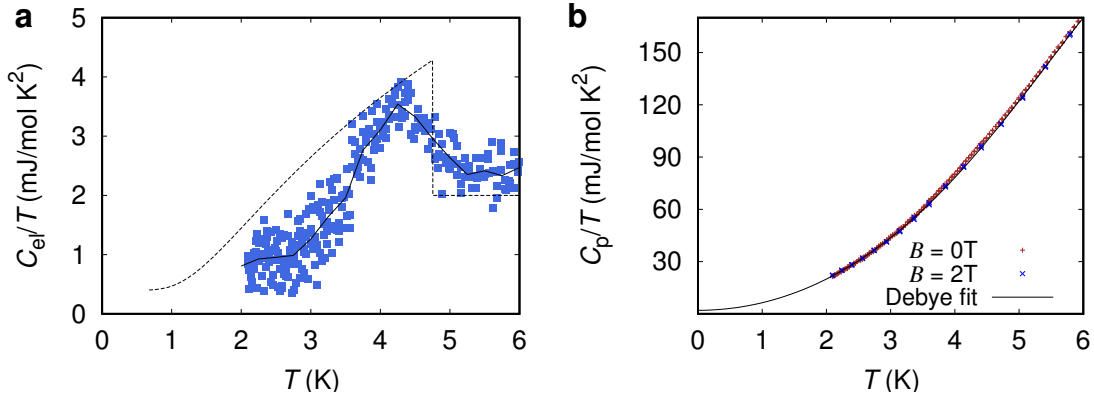 a
C_el/T (mJ/mol K²)
5
4
3
2
1
0
0 1 2 3 4 5 6
T (K)
b
C_p/T (mJ/mol K²)
150
120
90
60
30
B = 0T
B = 2T
Debye fit
0 1 2 3 4 5 6
T (K)